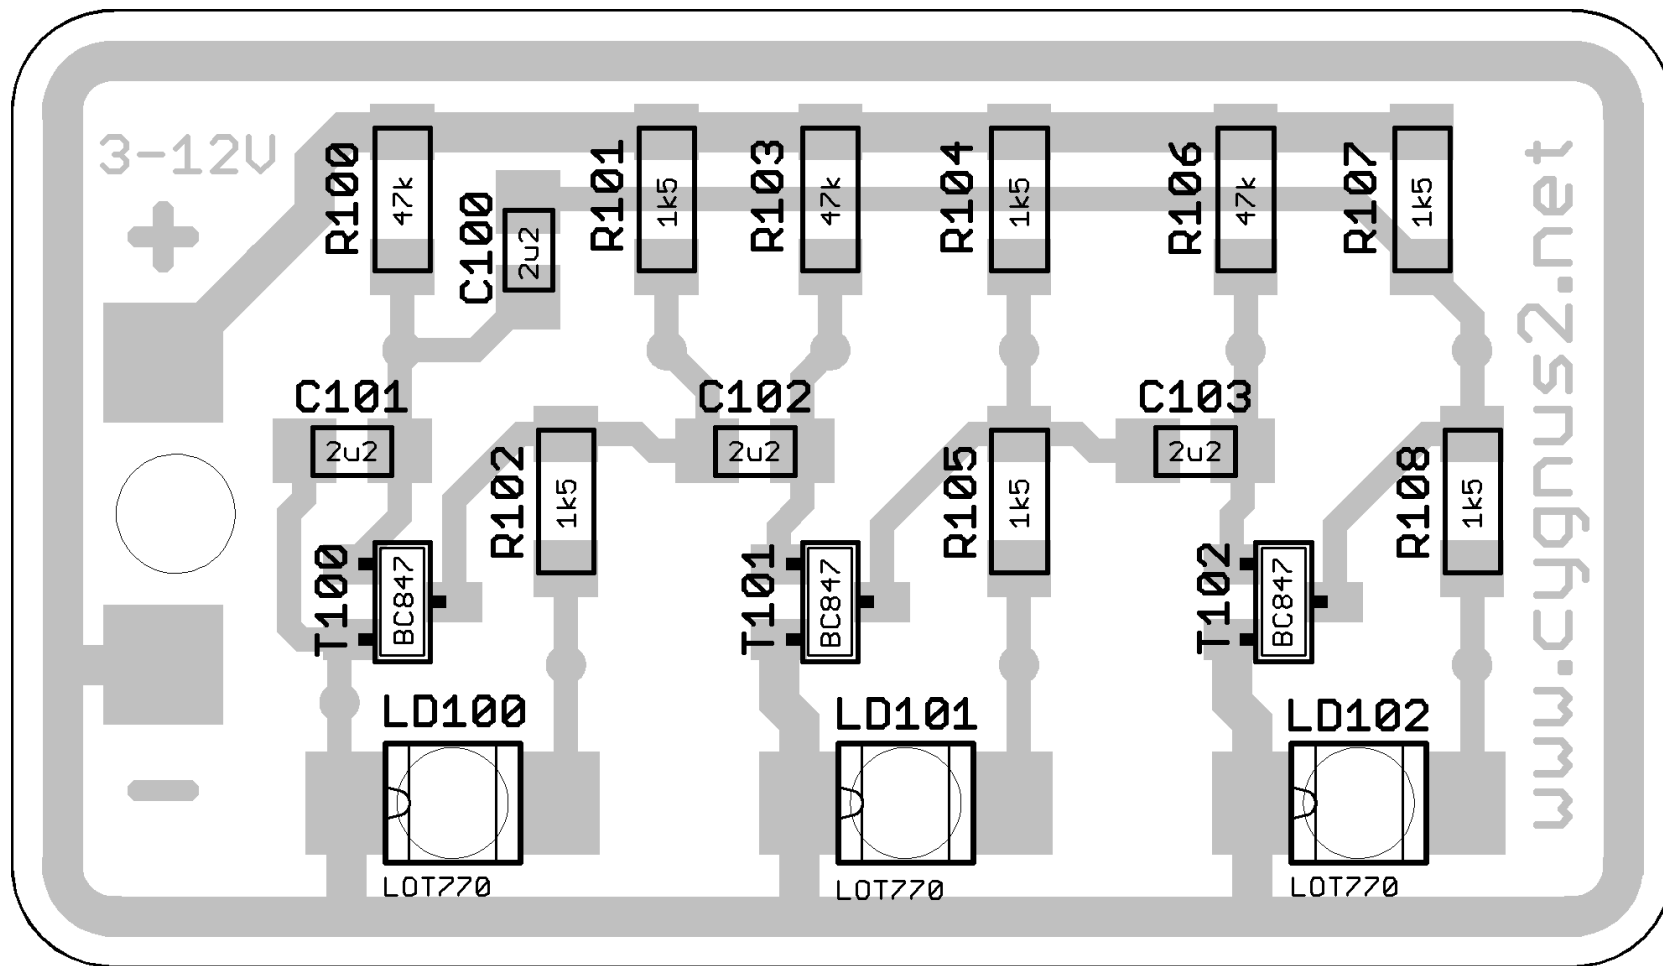 3-12V
+
R100
47k
C100
2u2
R101
1k5
R103
47k
R104
1k5
R106
47k
R107
1k5
C101
2u2
C102
2u2
C103
2u2
R102
1k5
R105
1k5
R108
1k5
T100
BC847
T101
BC847
T102
BC847
LD100
LOT770
LD101
LOT770
LD102
LOT770
-
www.cygnus2.net